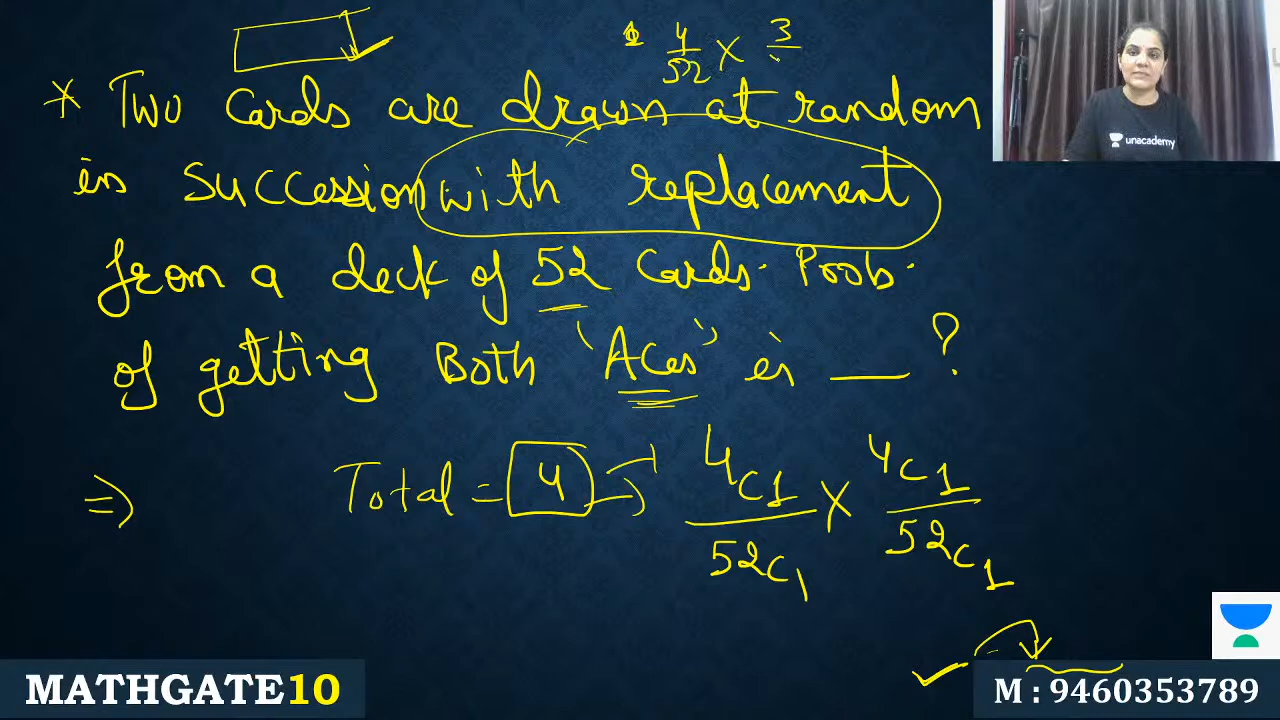 4/52 × 3/
* Two Cards are drawn at random
in Succession with replacement
from a deck of 52 Cards. Prob.
of getting Both 'Aces' is __ ?
⇒ Total = 4 → 4C1/52C1 × 4C1/52C1
unacademy
MATHGATE10
M : 9460353789